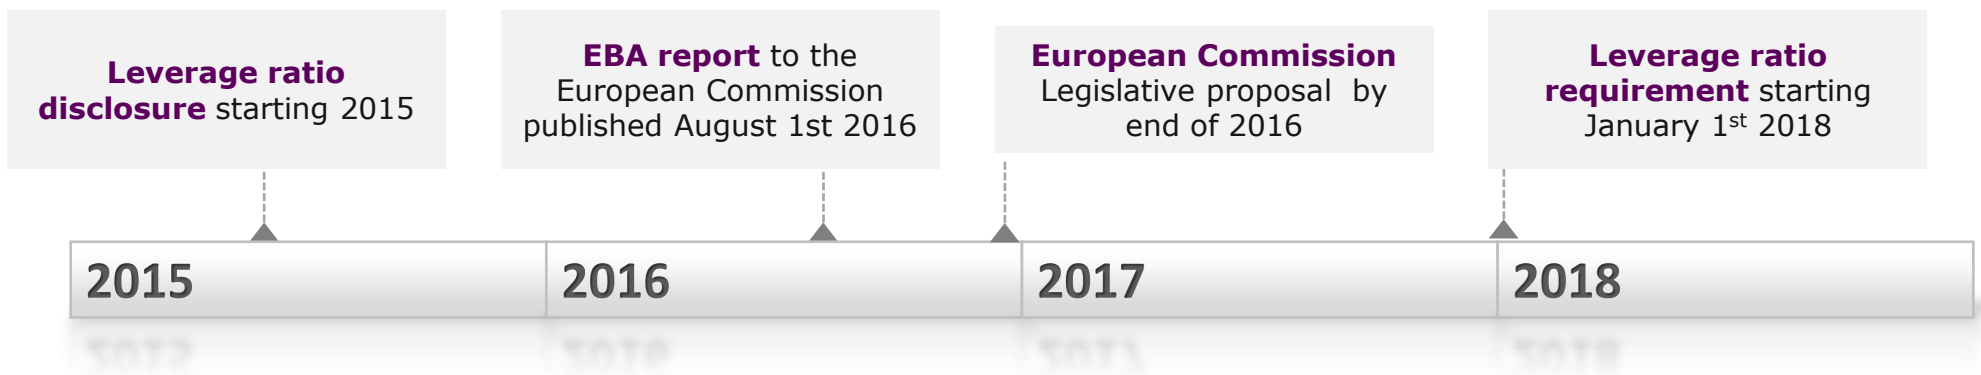 Leverage ratio
disclosure starting 2015
EBA report to the
European Commission
published August 1st 2016
European Commission
Legislative proposal by
end of 2016
Leverage ratio
requirement starting
January 1st 2018
2015
2016
2017
2018